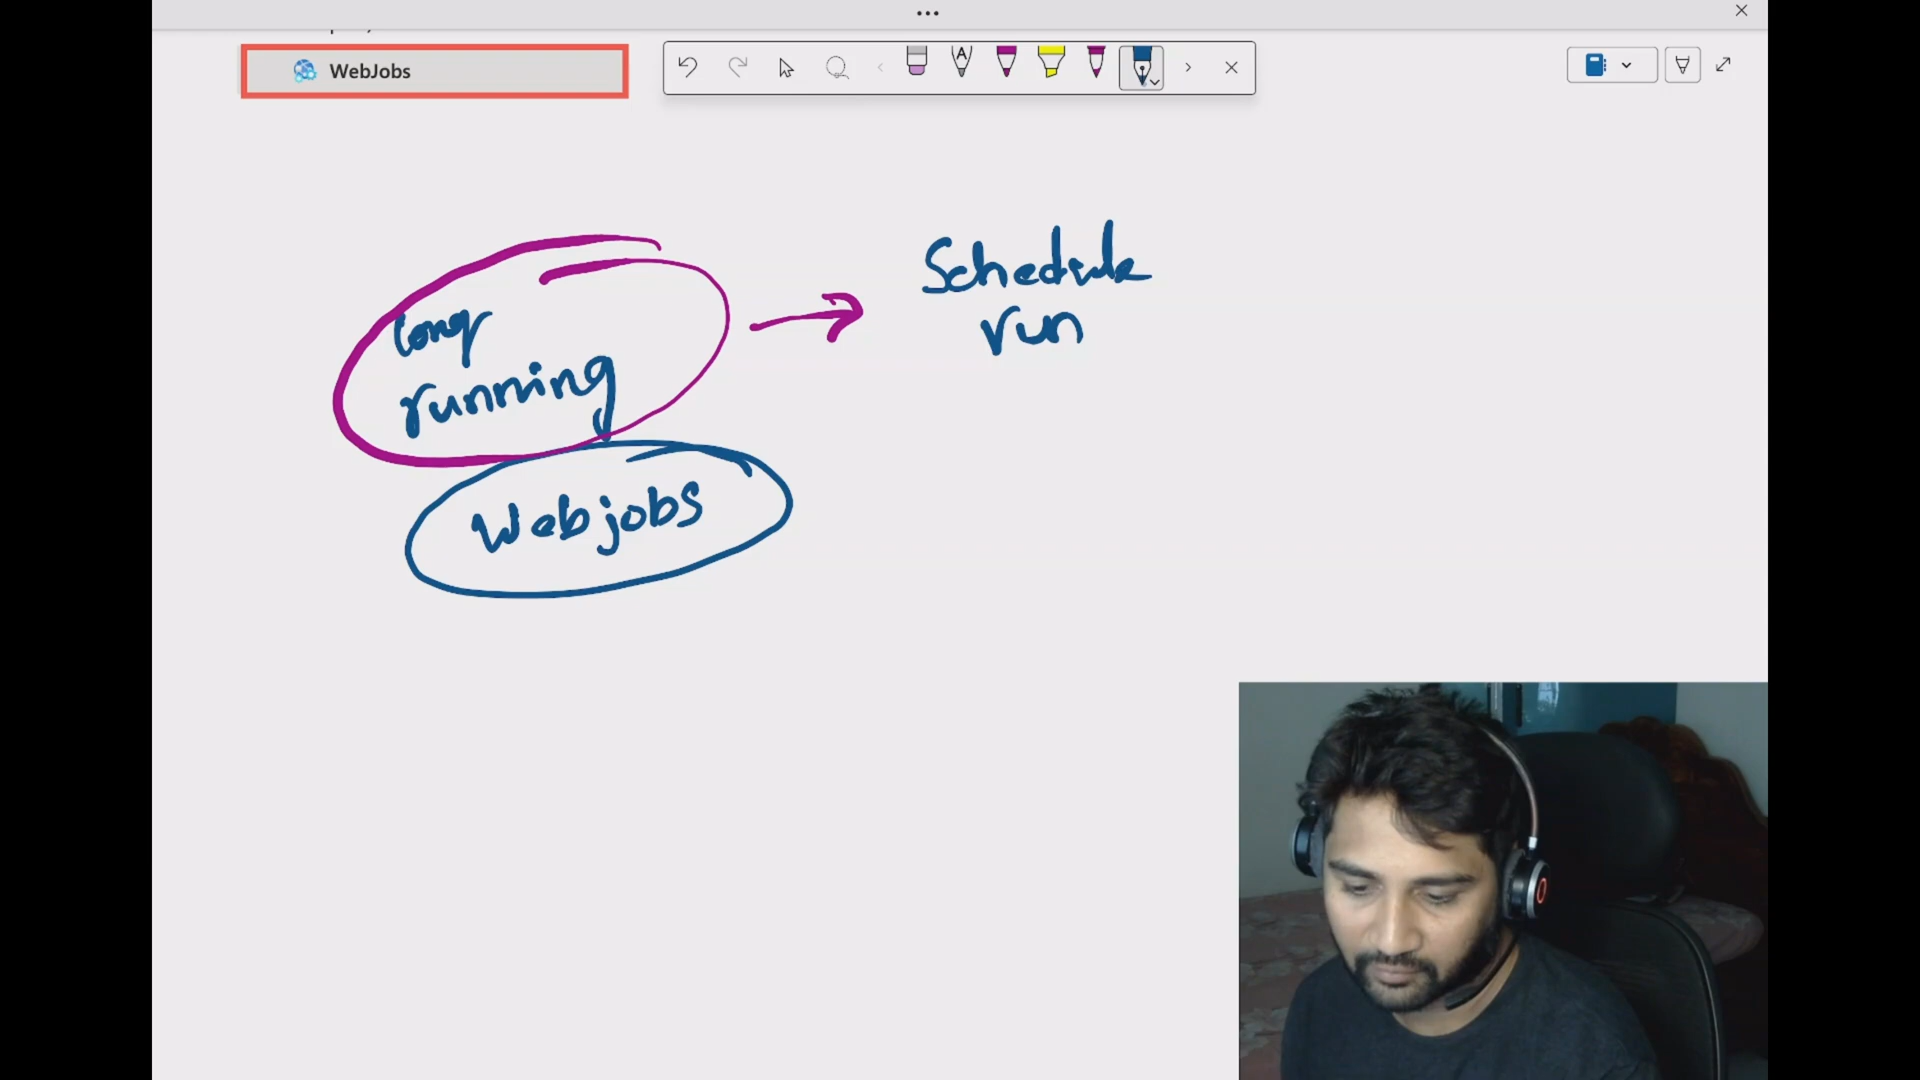 WebJobs
Schedule
run
long
running
Webjobs